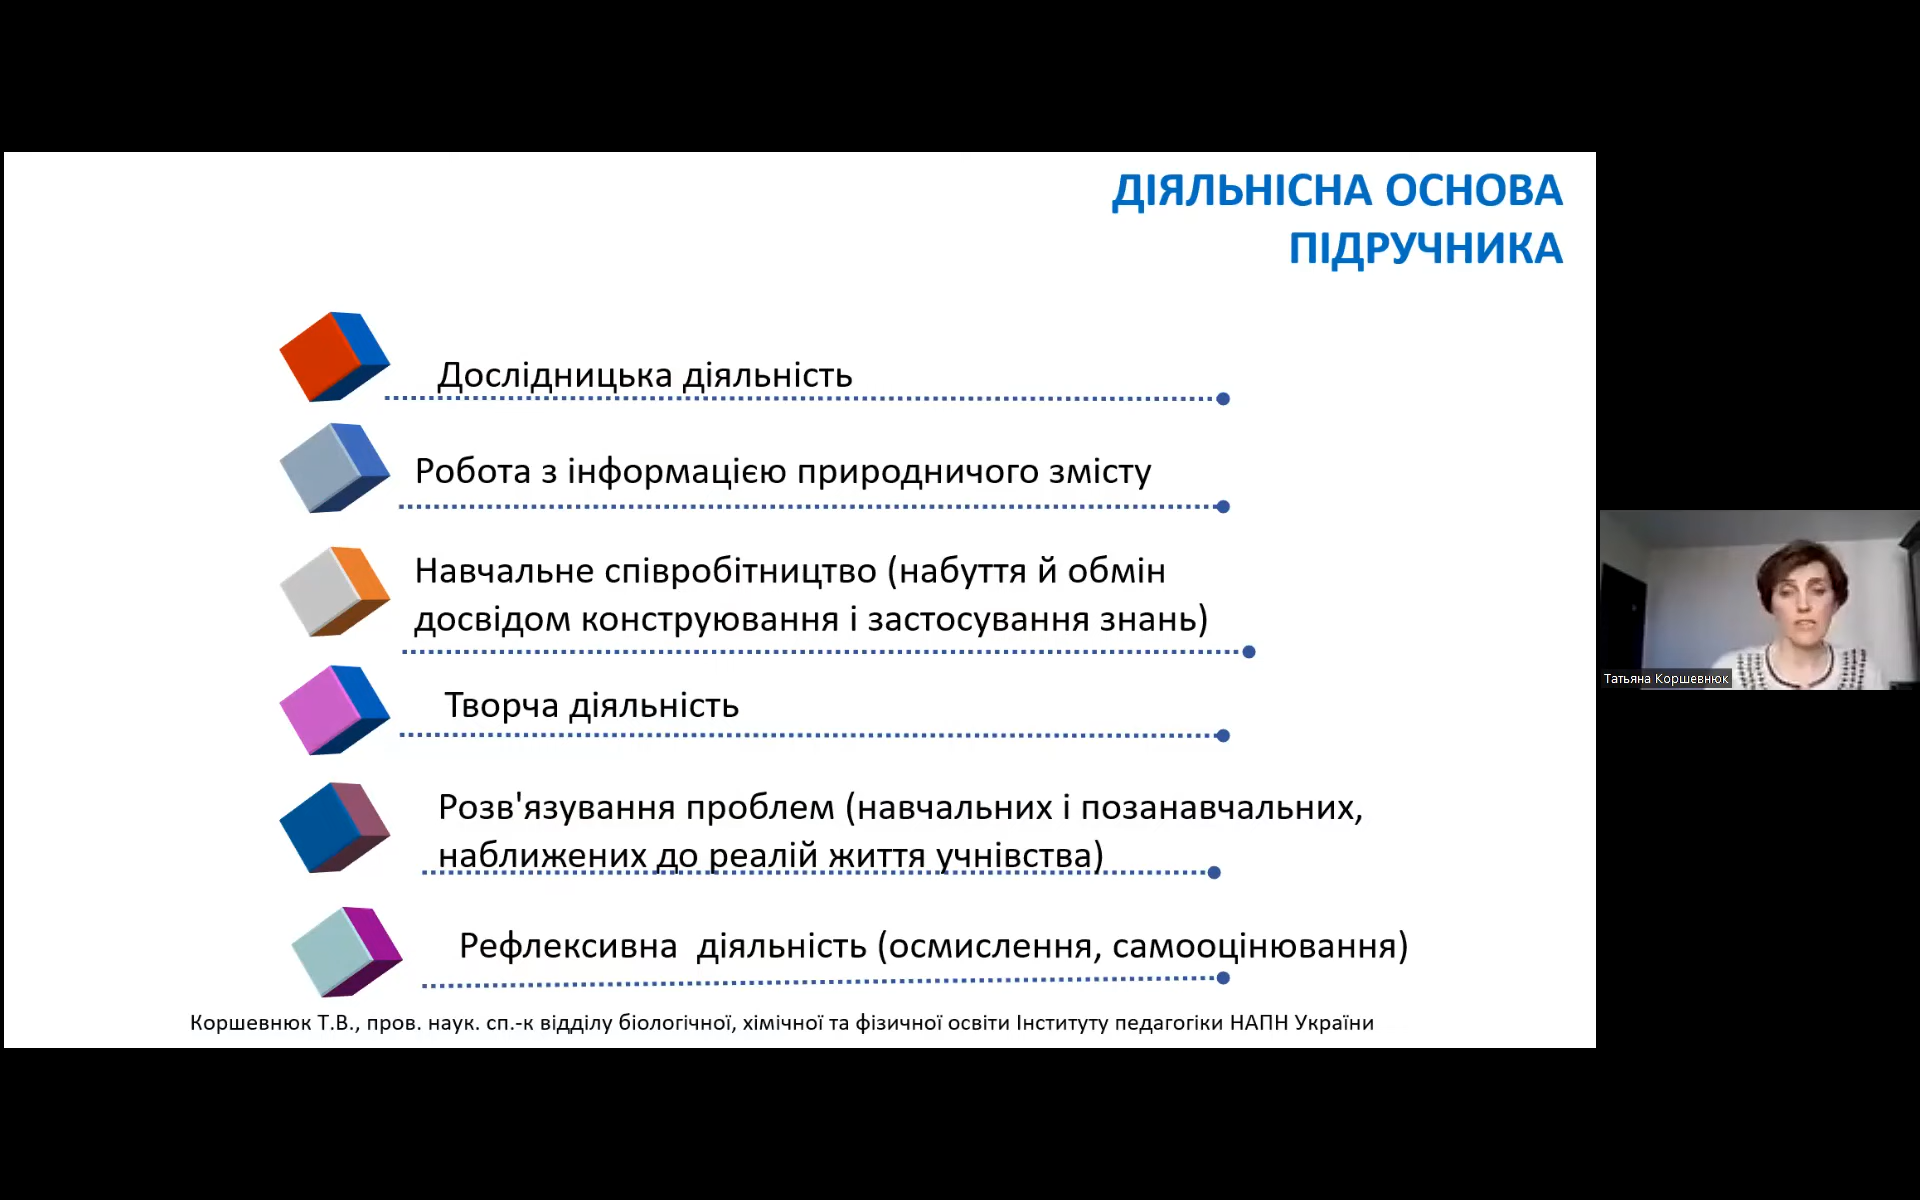 ДІЯЛЬНІСНА ОСНОВА
ПІДРУЧНИКА
Дослідницька діяльність
Робота з інформацією природничого змісту
Навчальне співробітництво (набуття й обмін
досвідом конструювання і застосування знань)
Творча діяльність
Розв'язування проблем (навчальних і позанавчальних,
наближених до реалій життя учнівства)
Рефлексивна  діяльність (осмислення, самооцінювання)
Коршевнюк Т.В., пров. наук. сп.-к відділу біологічної, хімічної та фізичної освіти Інституту педагогіки НАПН України
Татьяна Коршевнюк